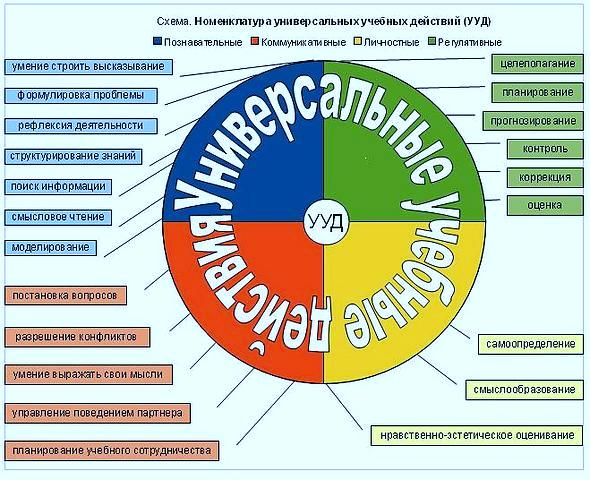 Схема. Номенклатура универсальных учебных действий (УУД)
Познавательные Коммуникативные Личностные Регулятивные
умение строить высказывание
формулировка проблемы
рефлексия деятельности
структурирование знаний
поиск информации
смысловое чтение
моделирование
постановка вопросов
разрешение конфликтов
умение выражать свои мысли
управление поведением партнера
планирование учебного сотрудничества
Универсальные учебные действия
УУД
целеполагание
планирование
прогнозирование
контроль
коррекция
оценка
самоопределение
смыслообразование
нравственно-эстетическое оценивание